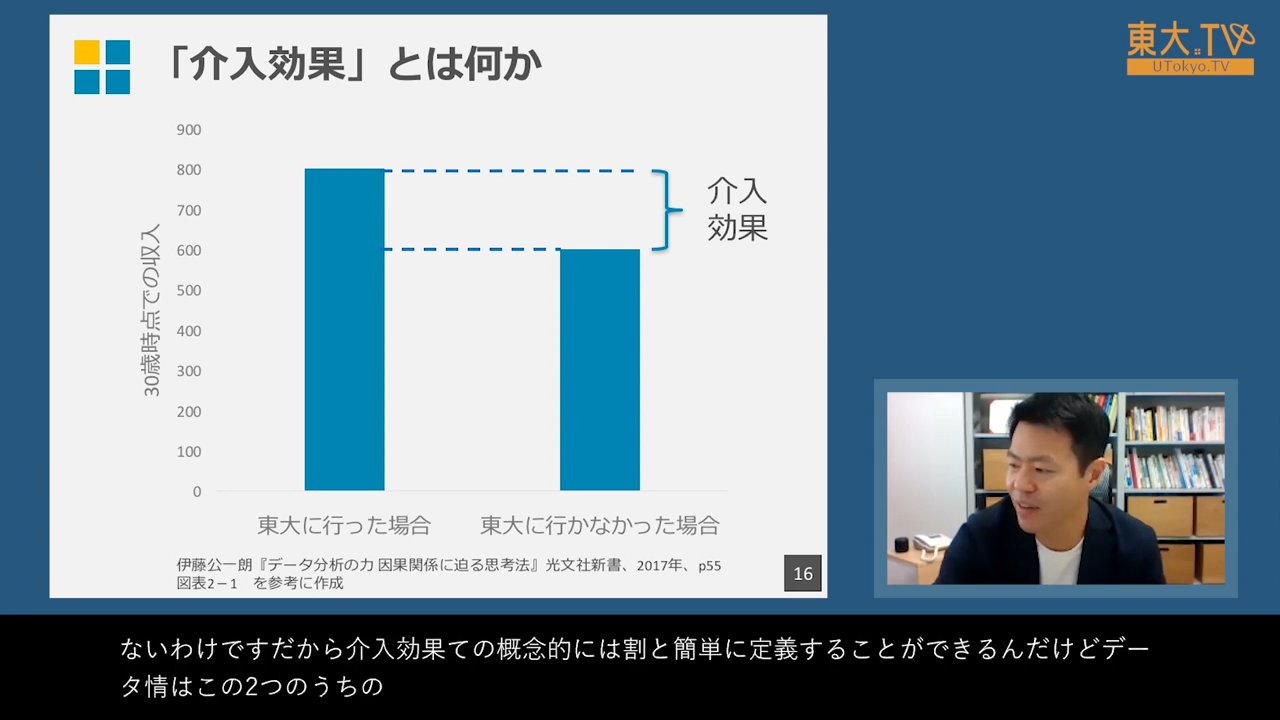 「介入効果」とは何か
東大.TV
UTokyo.TV
900
800
700
600
500
400
300
200
100
0
30歳時点での収入
介入
効果
東大に行った場合
東大に行かなかった場合
伊藤公一朗『データ分析の力 因果関係に迫る思考法』光文社新書、2017年、p55
図表2－1　を参考に作成
16
ないわけですだから介入効果ての概念的には割と簡単に定義することができるんだけどデー
タ情はこの2つのうちの